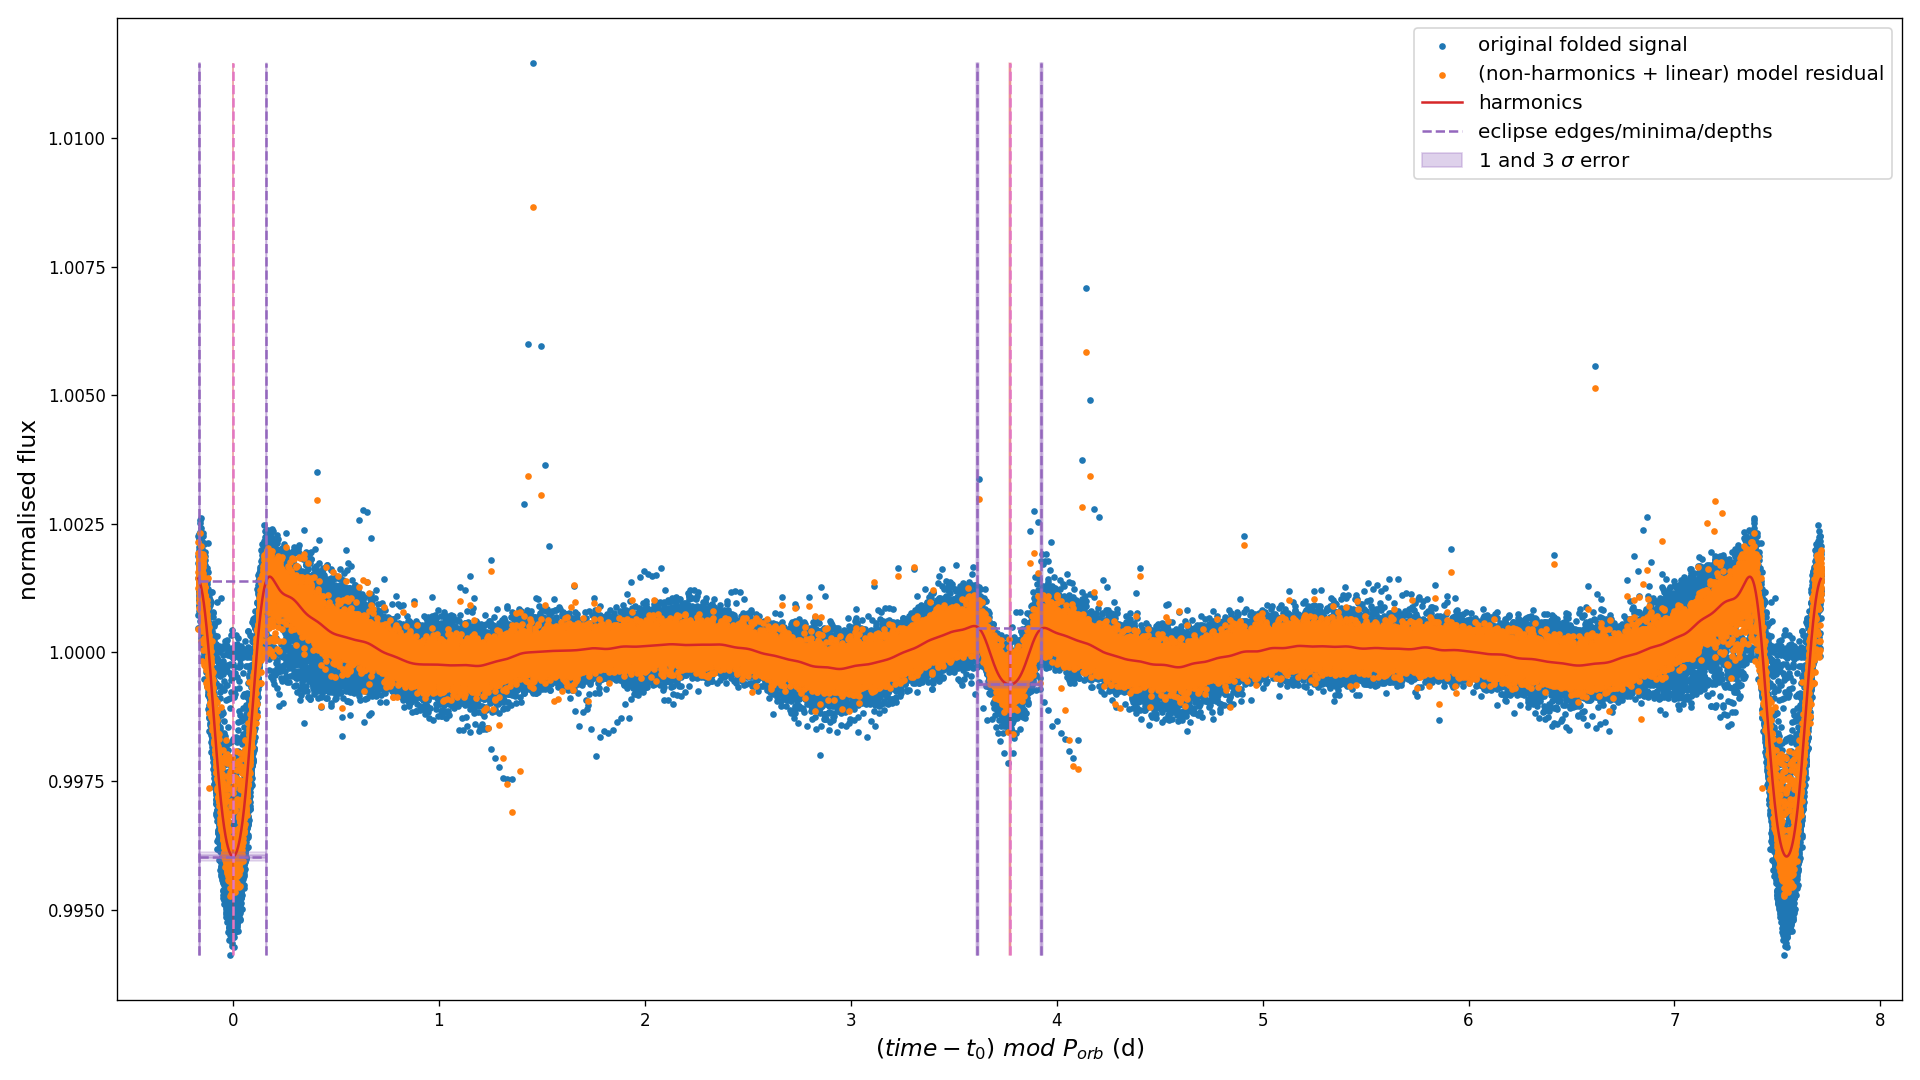 original folded signal
(non-harmonics + linear) model residual
harmonics
eclipse edges/minima/depths
1 and 3 σ error
normalised flux
1.0100
1.0075
1.0050
1.0025
1.0000
0.9975
0.9950
0 1 2 3 4 5 6 7 8
(time − t₀) mod Pₒᵣb (d)